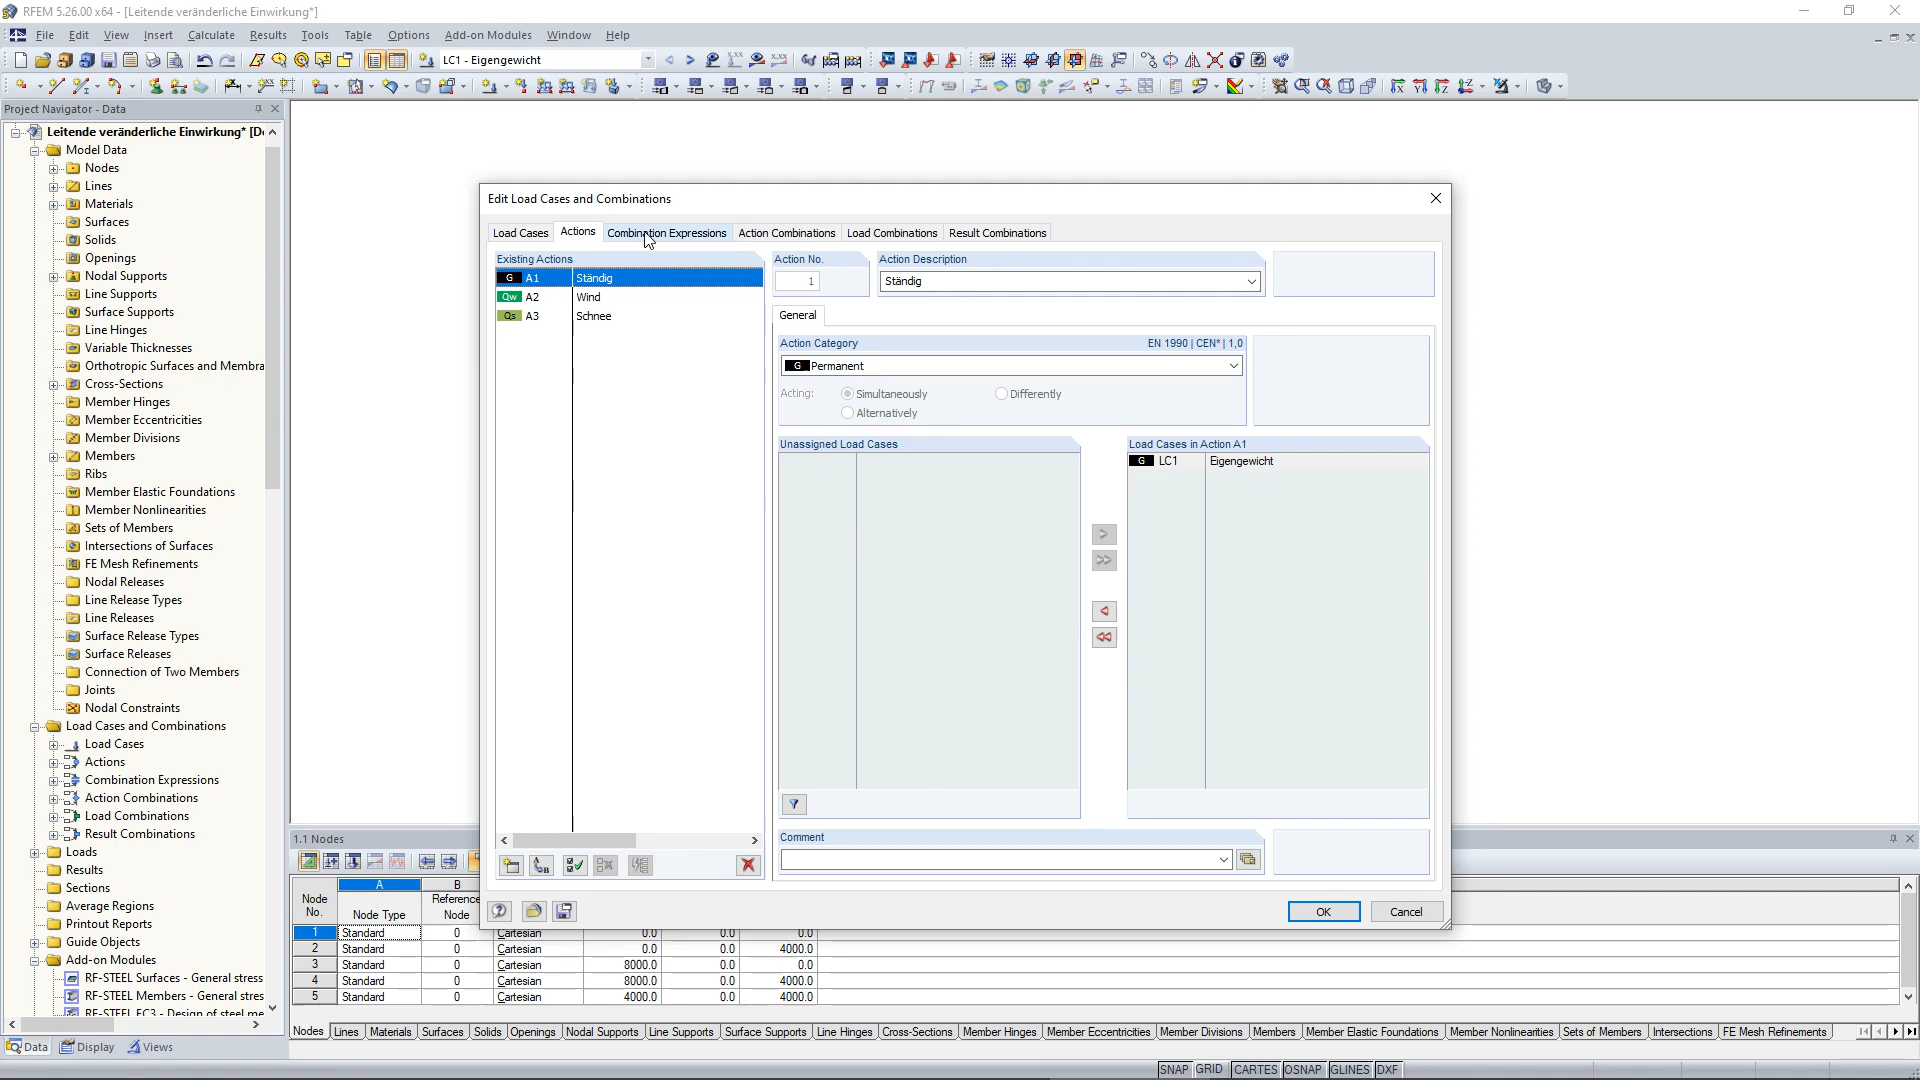 RFEM 5.26.00 x64 - [Leitende veränderliche Einwirkung*]
File Edit View Insert Calculate Results Tools Table Options Add-on Modules Window Help
LC1 - Eigengewicht
Project Navigator - Data
Leitende veränderliche Einwirkung* [De
Model Data
Nodes
Lines
Materials
Surfaces
Solids
Openings
Nodal Supports
Line Supports
Surface Supports
Line Hinges
Variable Thicknesses
Orthotropic Surfaces and Membra
Cross-Sections
Member Hinges
Member Eccentricities
Member Divisions
Members
Ribs
Member Elastic Foundations
Member Nonlinearities
Sets of Members
Intersections of Surfaces
FE Mesh Refinements
Nodal Releases
Line Release Types
Line Releases
Surface Release Types
Surface Releases
Connection of Two Members
Joints
Nodal Constraints
Load Cases and Combinations
Load Cases
Actions
Combination Expressions
Action Combinations
Load Combinations
Result Combinations
Loads
Results
Sections
Average Regions
Printout Reports
Guide Objects
Add-on Modules
RF-STEEL Surfaces - General stress
RF-STEEL Members - General stres
RF-STEEL EC3 - Design of steel me
Data Display Views
Edit Load Cases and Combinations
Load Cases Actions Combination Expressions Action Combinations Load Combinations Result Combinations
Existing Actions
G A1 Ständig
Qw A2 Wind
Qs A3 Schnee
Action No.
1
Action Description
Ständig
General
Action Category EN 1990 | CEN* | 1,0
G Permanent
Acting: Simultaneously Differently
Alternatively
Unassigned Load Cases
Load Cases in Action A1
G LC1 Eigengewicht
Comment
OK Cancel
1.1 Nodes
A B
Node No. Node Type Reference Node
1 Standard 0 Cartesian 0.0 0.0 0.0
2 Standard 0 Cartesian 0.0 0.0 4000.0
3 Standard 0 Cartesian 8000.0 0.0 0.0
4 Standard 0 Cartesian 8000.0 0.0 4000.0
5 Standard 0 Cartesian 4000.0 0.0 4000.0
Nodes Lines Materials Surfaces Solids Openings Nodal Supports Line Supports Surface Supports Line Hinges Cross-Sections Member Hinges Member Eccentricities Member Divisions Members Member Elastic Foundations Member Nonlinearities Sets of Members Intersections FE Mesh Refinements
SNAP GRID CARTES OSNAP GLINES DXF